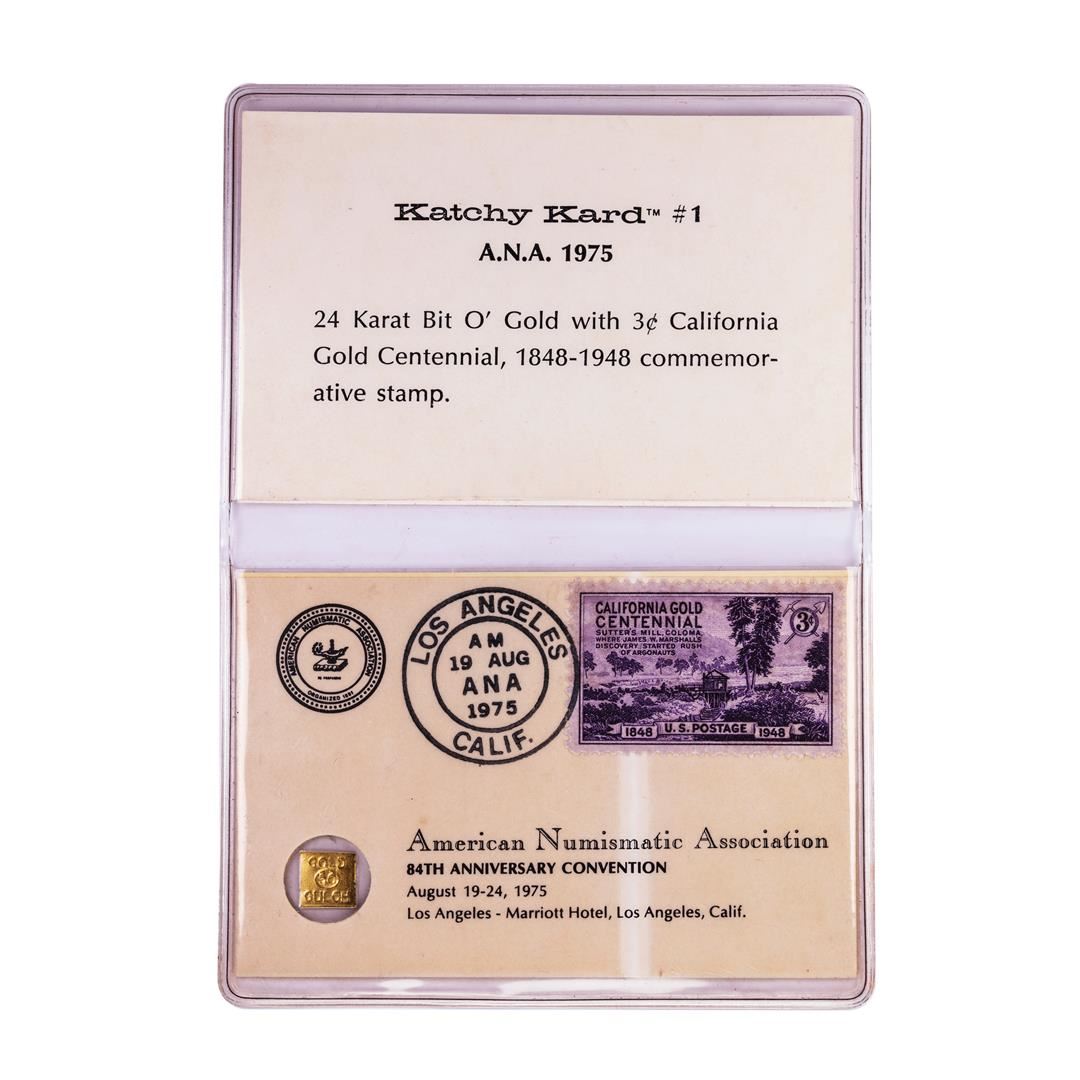 Katchy Kard™ #1
A.N.A. 1975
24 Karat Bit O' Gold with 3¢ California
Gold Centennial, 1848-1948 commemor-
ative stamp.
AMERICAN NUMISMATIC ASSOCIATION
ORGANIZED 1891
LOS ANGELES
AM
19 AUG
ANA
1975
CALIF.
CALIFORNIA GOLD
CENTENNIAL
SUTTER'S MILL, COLOMA
WHERE JAMES W. MARSHALL'S
DISCOVERY STARTED RUSH
OF ARGONAUTS
3¢
1848 U.S. POSTAGE 1948
GOLD
GULCH
American Numismatic Association
84TH ANNIVERSARY CONVENTION
August 19-24, 1975
Los Angeles - Marriott Hotel, Los Angeles, Calif.